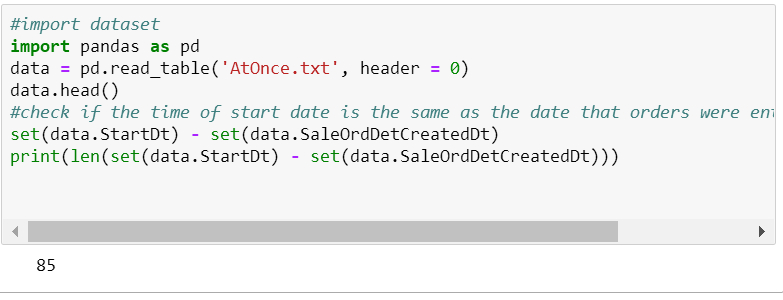 #import dataset
import pandas as pd
data = pd.read_table('AtOnce.txt', header = 0)
data.head()
#check if the time of start date is the same as the date that orders were
set(data.StartDt) - set(data.SaleOrdDetCreatedDt)
print(len(set(data.StartDt) - set(data.SaleOrdDetCreatedDt)))
85